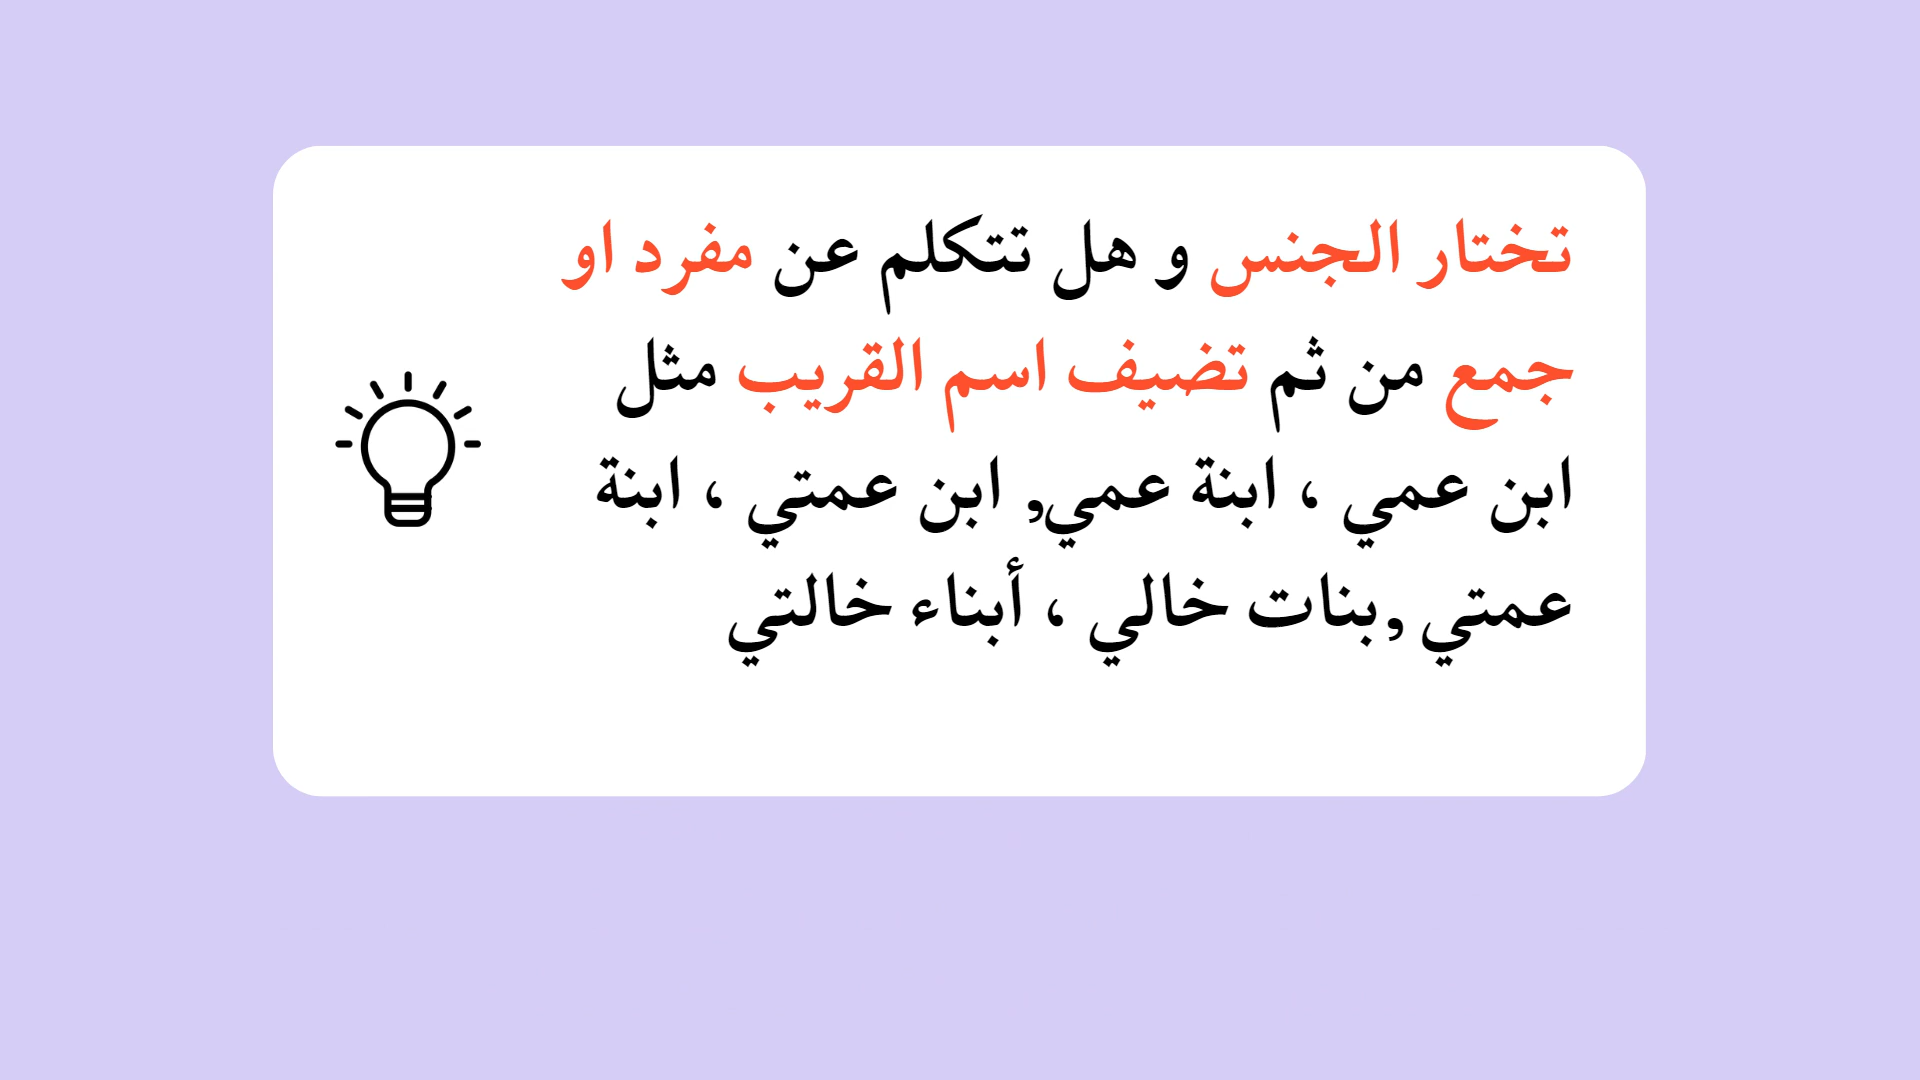 تختار الجنس و هل تتكلم عن مفرد او
جمع من ثم تضيف اسم القريب مثل
ابن عمي ، ابنة عمي, ابن عمتي ، ابنة
عمتي ,بنات خالي ، أبناء خالتي